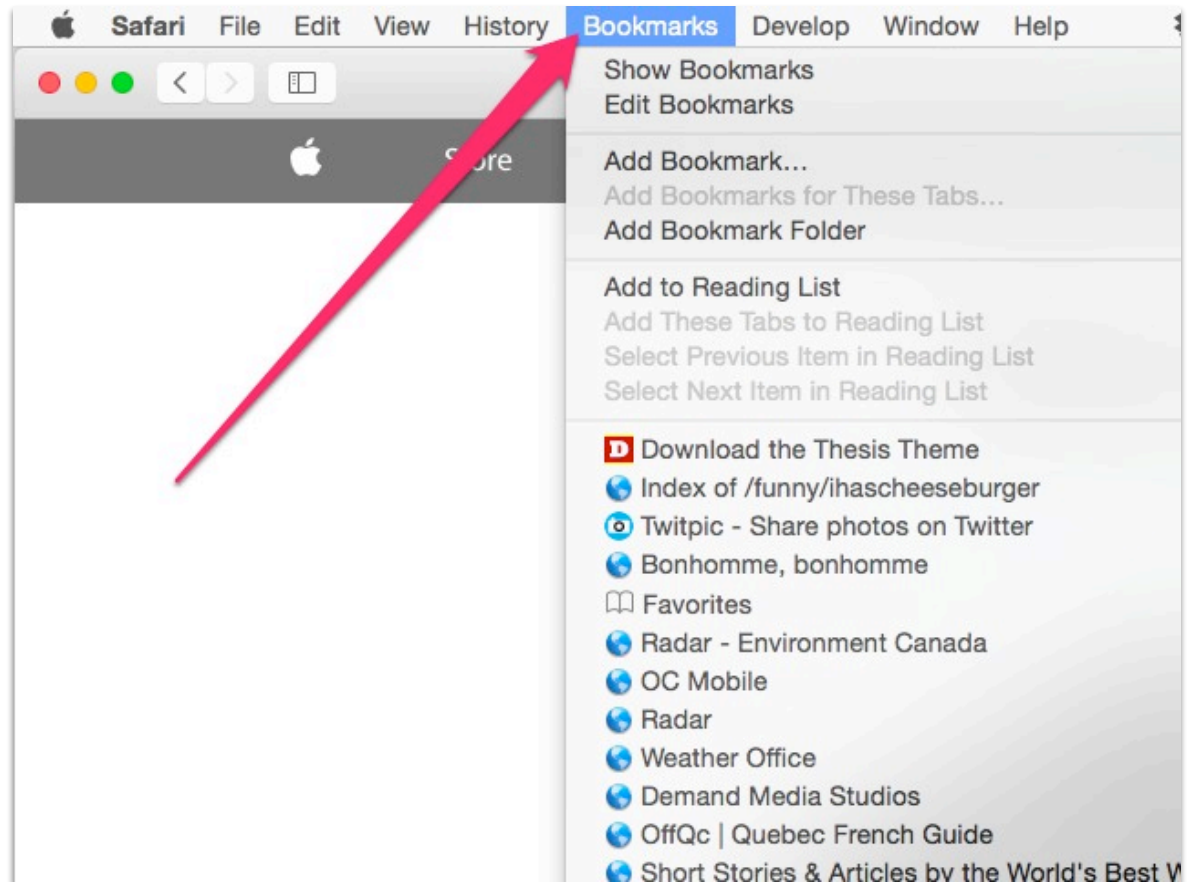 Safari File Edit View History Bookmarks Develop Window Help
Show Bookmarks
Edit Bookmarks
Store
Add Bookmark...
Add Bookmarks for These Tabs...
Add Bookmark Folder
Add to Reading List
Add These Tabs to Reading List
Select Previous Item in Reading List
Select Next Item in Reading List
D Download the Thesis Theme
Index of /funny/ihascheeseburger
Twitpic - Share photos on Twitter
Bonhomme, bonhomme
Favorites
Radar - Environment Canada
OC Mobile
Radar
Weather Office
Demand Media Studios
OffQc | Quebec French Guide
Short Stories & Articles by the World's Best